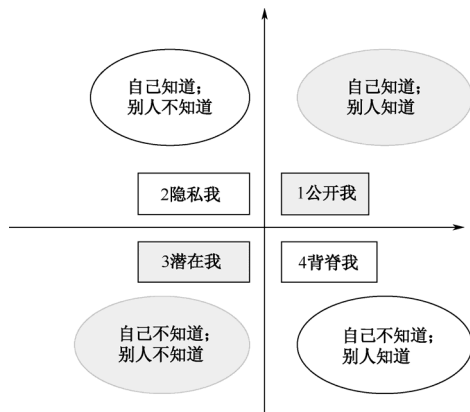 自己知道；
别人不知道
自己知道；
别人知道
2隐私我
1公开我
3潜在我
4背脊我
自己不知道；
别人不知道
自己不知道；
别人知道